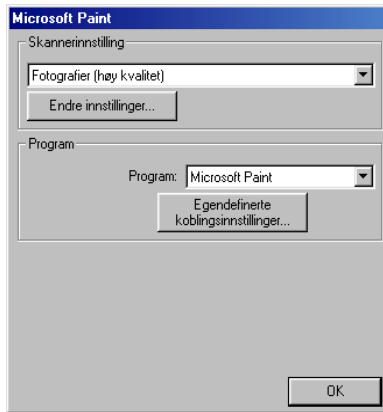 Microsoft Paint
Skannerinnstilling
Fotografier (høy kvalitet)
Endre innstillinger...
Program
Program: Microsoft Paint
Egendefinerte
koblingsinnstillinger...
OK